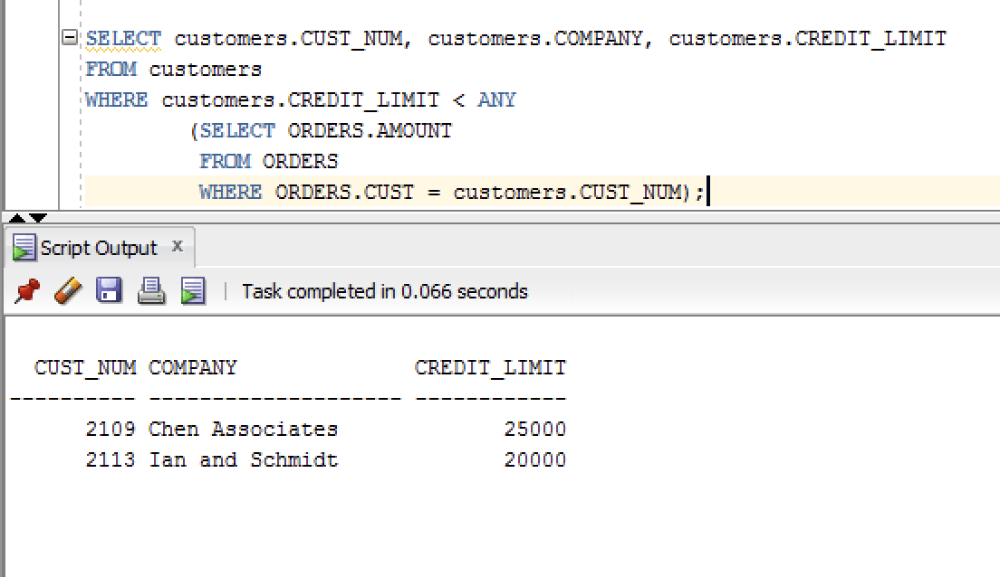 SELECT customers.CUST_NUM, customers.COMPANY, customers.CREDIT_LIMIT
FROM customers
WHERE customers.CREDIT_LIMIT < ANY
(SELECT ORDERS.AMOUNT
FROM ORDERS
WHERE ORDERS.CUST = customers.CUST_NUM);
Script Output x
| Task completed in 0.066 seconds
CUST_NUM COMPANY CREDIT_LIMIT
---------- -------------------- ------------
2109 Chen Associates 25000
2113 Ian and Schmidt 20000